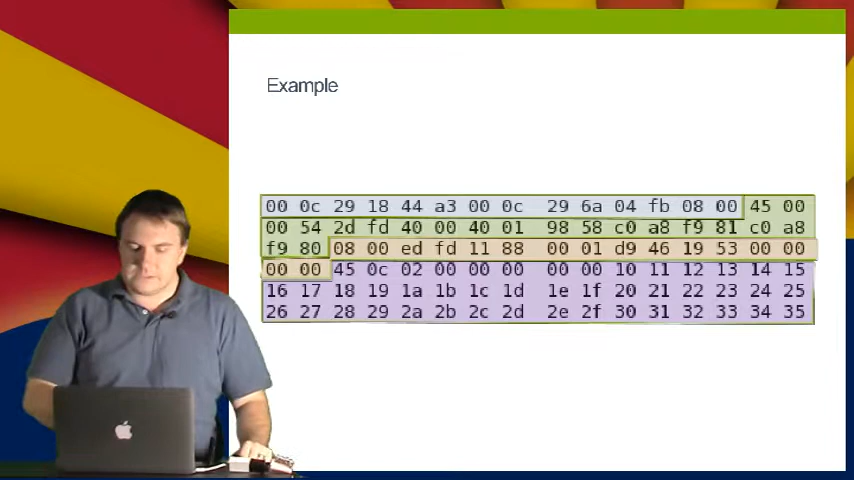 Example
00 0c 29 18 44 a3 00 0c 29 6a 04 fb 08 00 45 00
00 54 2d fd 40 00 40 01 98 58 c0 a8 f9 81 c0 a8
f9 80 08 00 ed fd 11 88 00 01 d9 46 19 53 00 00
00 00 45 0c 02 00 00 00 00 00 10 11 12 13 14 15
16 17 18 19 1a 1b 1c 1d 1e 1f 20 21 22 23 24 25
26 27 28 29 2a 2b 2c 2d 2e 2f 30 31 32 33 34 35